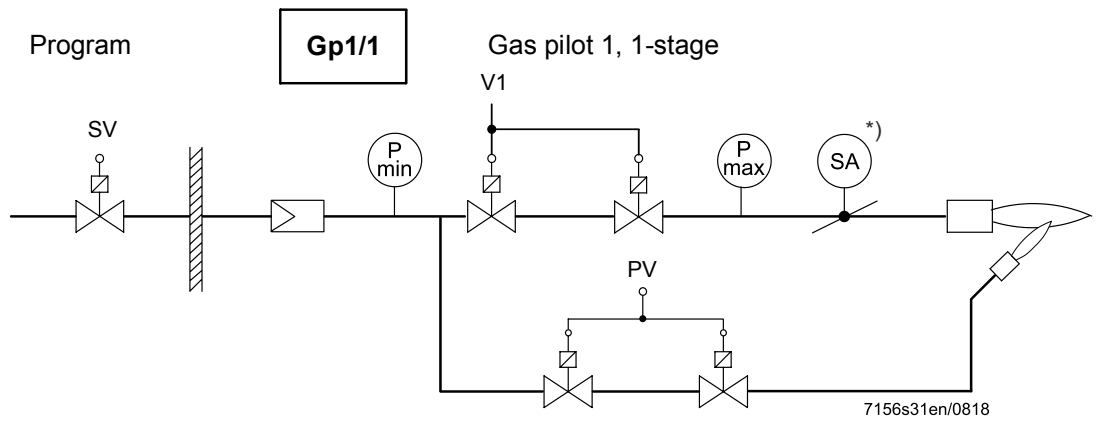 Program
Gp1/1
Gas pilot 1, 1-stage
V1
SV
P
min
P
max
SA
*)
PV
7156s31en/0818